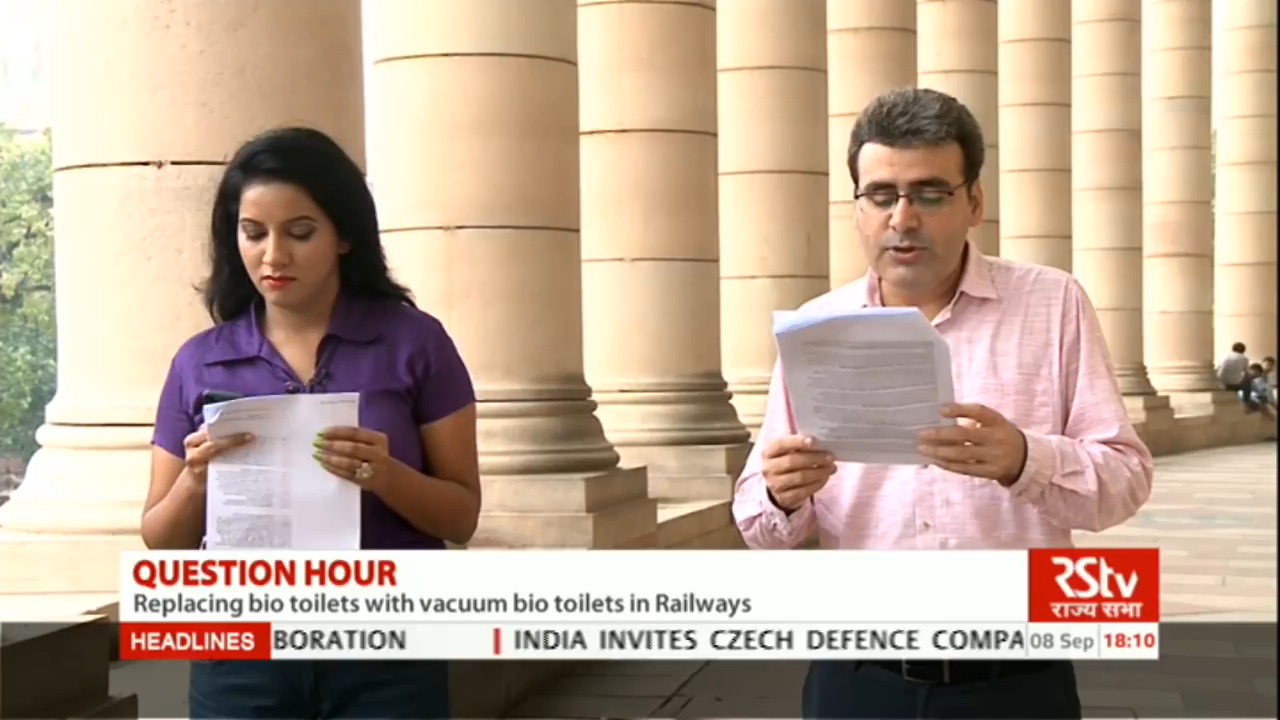 QUESTION HOUR
Replacing bio toilets with vacuum bio toilets in Railways
RStv
राज्य सभा
HEADLINES
BORATION | INDIA INVITES CZECH DEFENCE COMPA
08 Sep 18:10